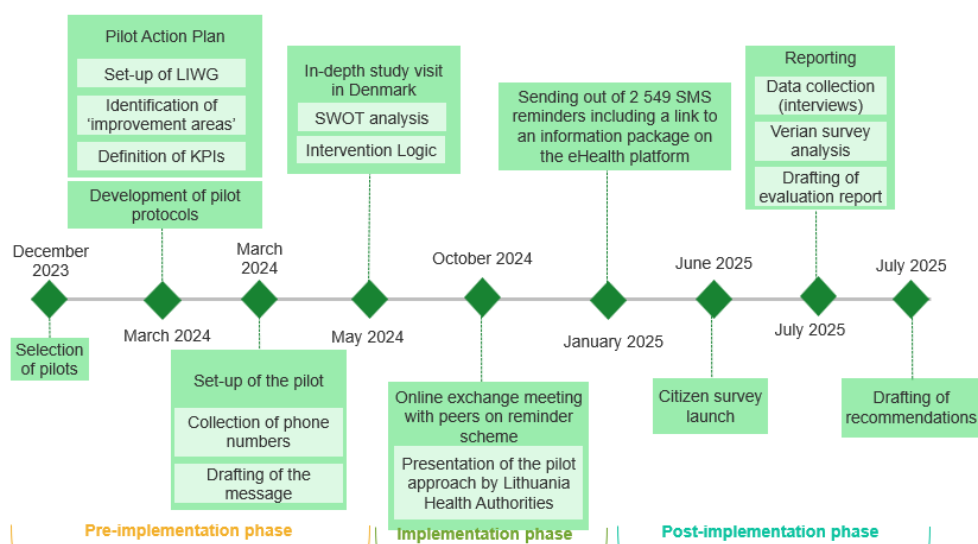 Pilot Action Plan
Set-up of LIWG
Identification of
‘improvement areas’
Definition of KPIs
Development of pilot
protocols
In-depth study visit
in Denmark
SWOT analysis
Intervention Logic
Sending out of 2 549 SMS
reminders including a link to
an information package on
the eHealth platform
Reporting
Data collection
(interviews)
Verian survey
analysis
Drafting of
evaluation report
December
2023
March 2024
March
2024
May 2024
October 2024
January 2025
June 2025
July 2025
July 2025
Selection
of pilots
Set-up of the pilot
Collection of phone
numbers
Drafting of the
message
Online exchange meeting
with peers on reminder
scheme
Presentation of the pilot
approach by Lithuania
Health Authorities
Citizen survey
launch
Drafting of
recommendations
Pre-implementation phase
Implementation phase
Post-implementation phase